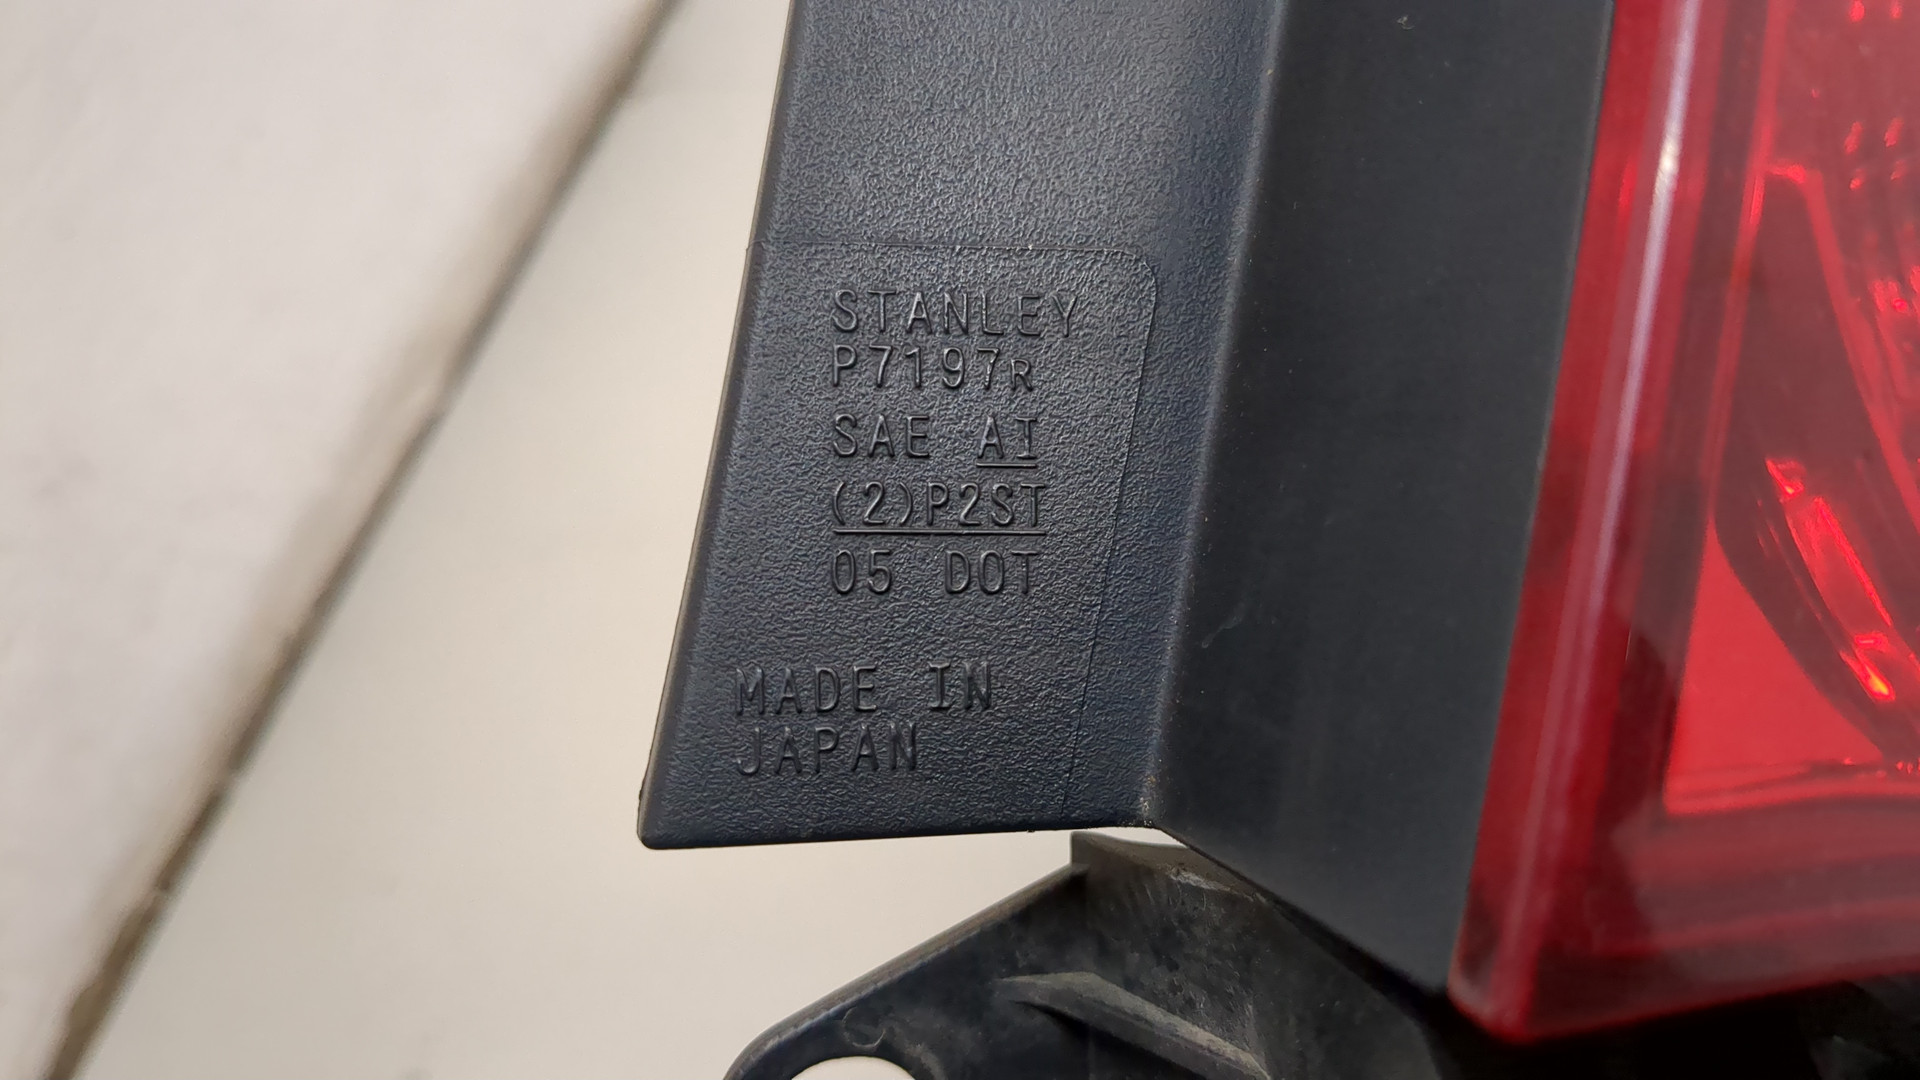 STANLEY
P7197R
SAE AI
(2)P2ST
05 DOT
MADE IN
JAPAN